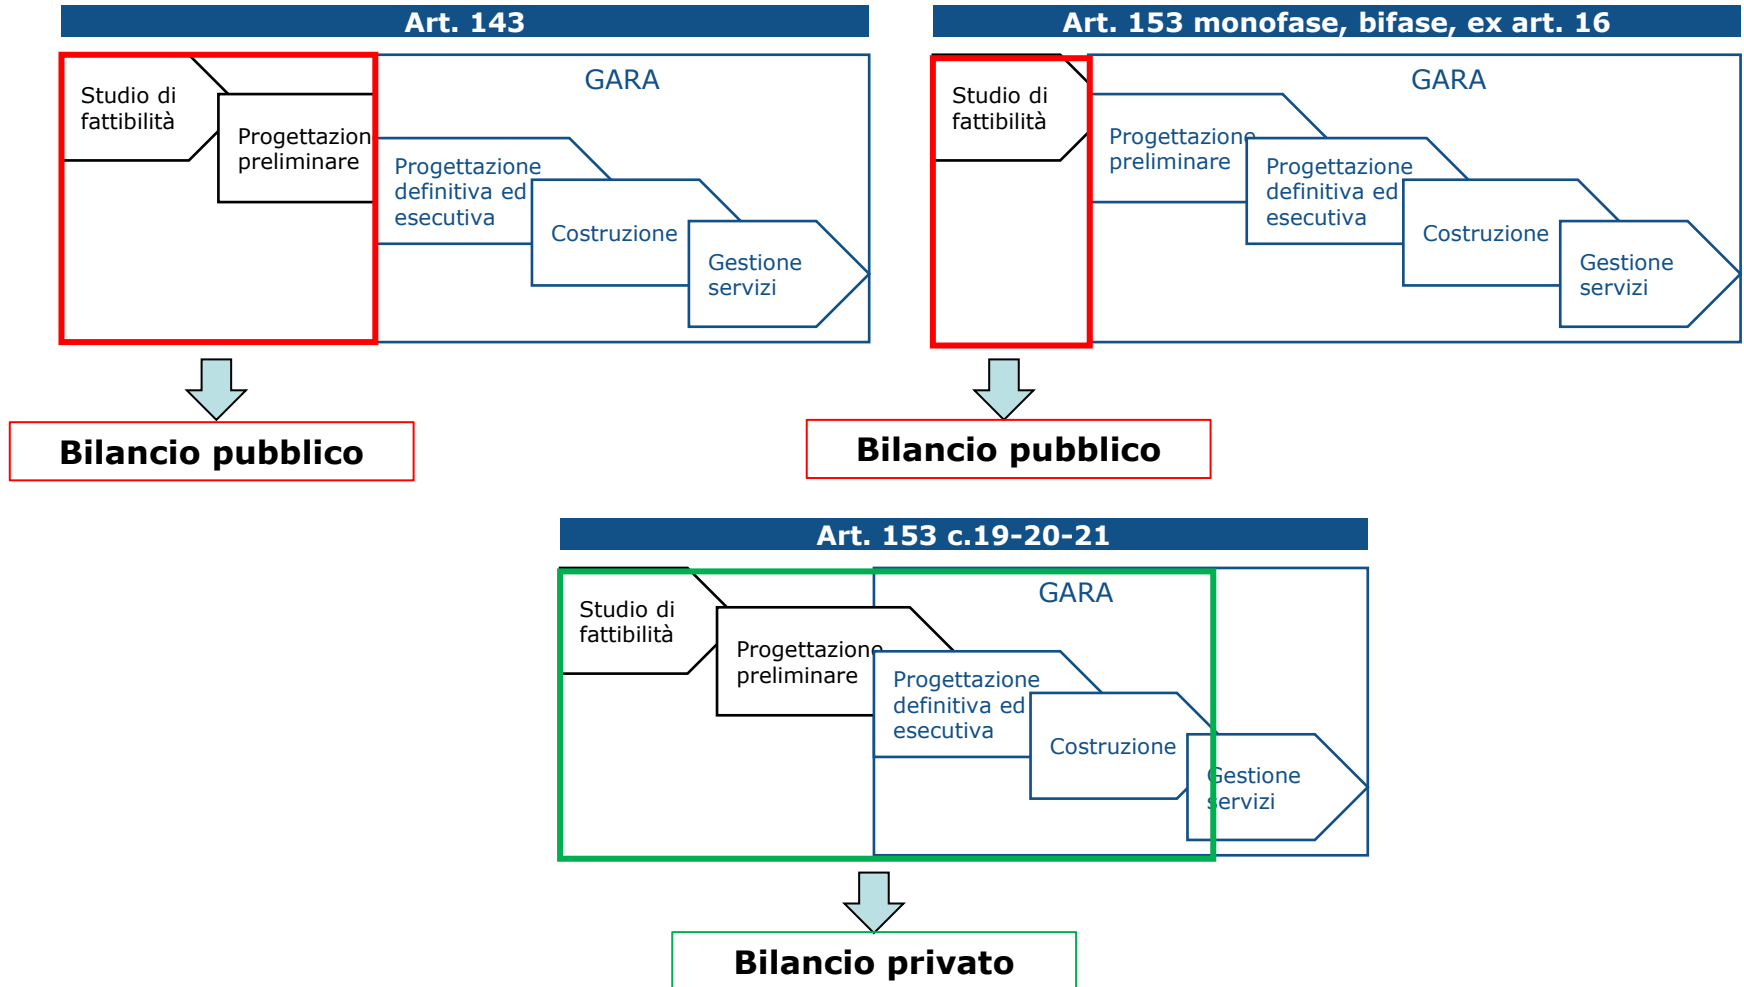 Art. 143
GARA
Studio di
fattibilità
Progettazion
preliminare
Progettazione
definitiva ed
esecutiva
Costruzione
Gestione
servizi
Bilancio pubblico
Art. 153 monofase, bifase, ex art. 16
GARA
Studio di
fattibilità
Progettazione
preliminare
Progettazione
definitiva ed
esecutiva
Costruzione
Gestione
servizi
Bilancio pubblico
Art. 153 c.19-20-21
GARA
Studio di
fattibilità
Progettazione
preliminare
Progettazione
definitiva ed
esecutiva
Costruzione
Gestione
servizi
Bilancio privato